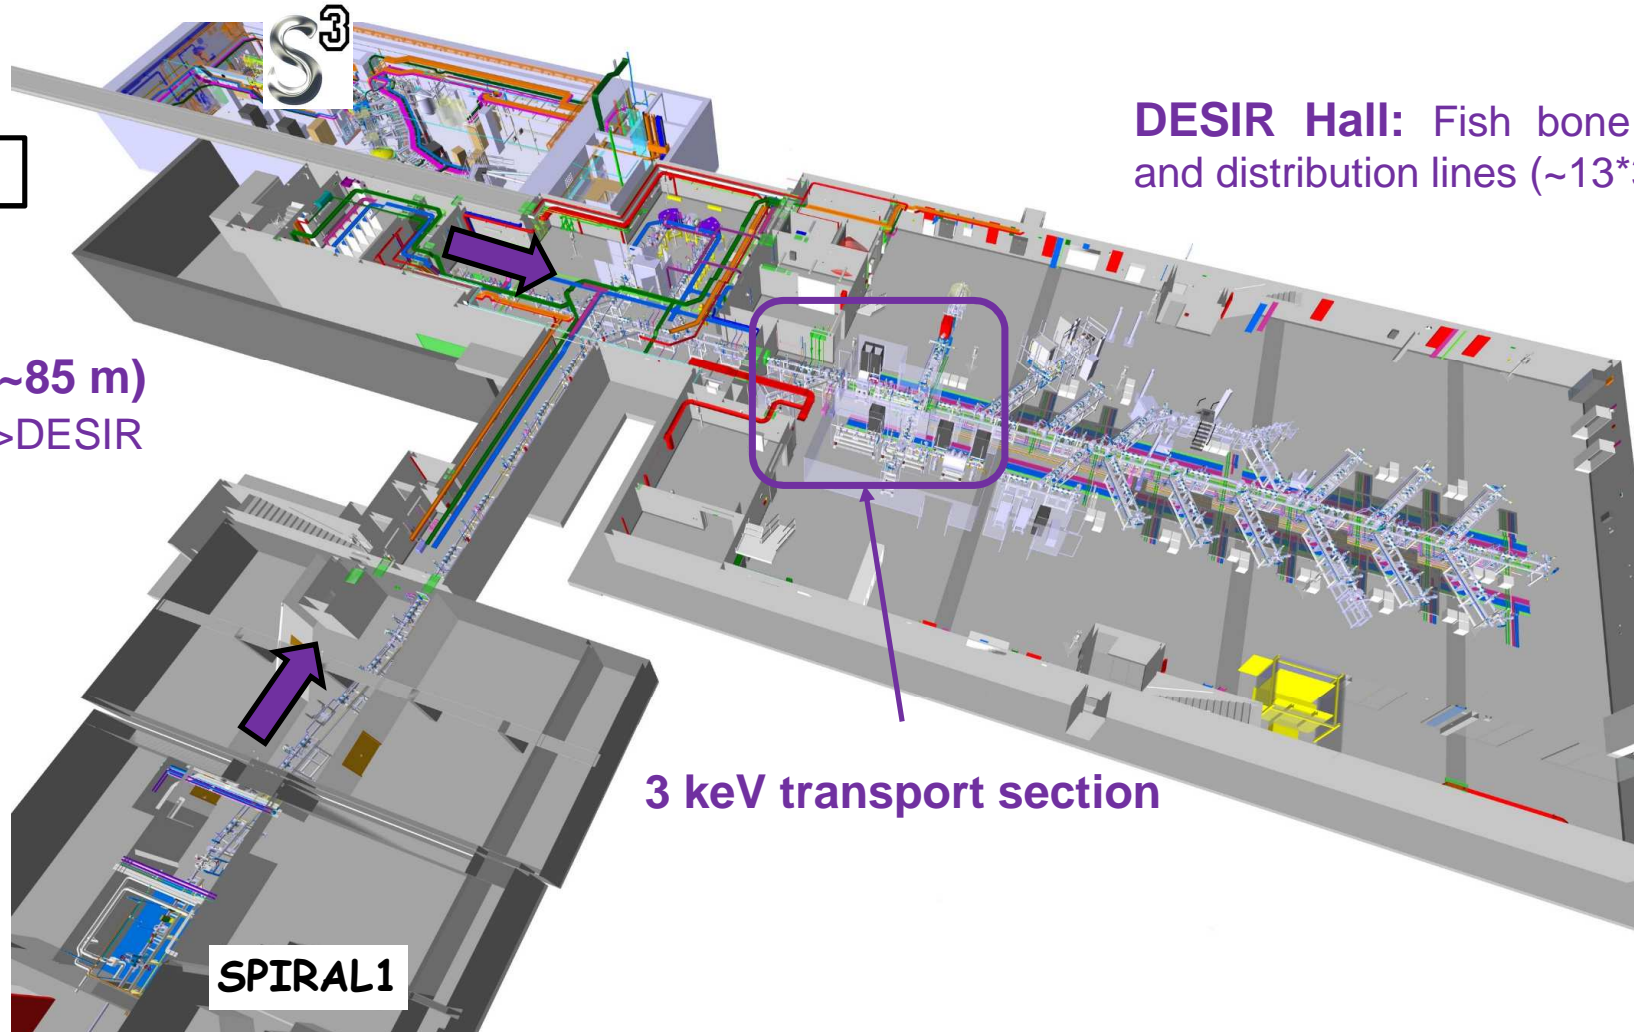 S3
DESIR Hall: Fish bone
and distribution lines (~13*
~85 m)
>DESIR
3 keV transport section
SPIRAL1